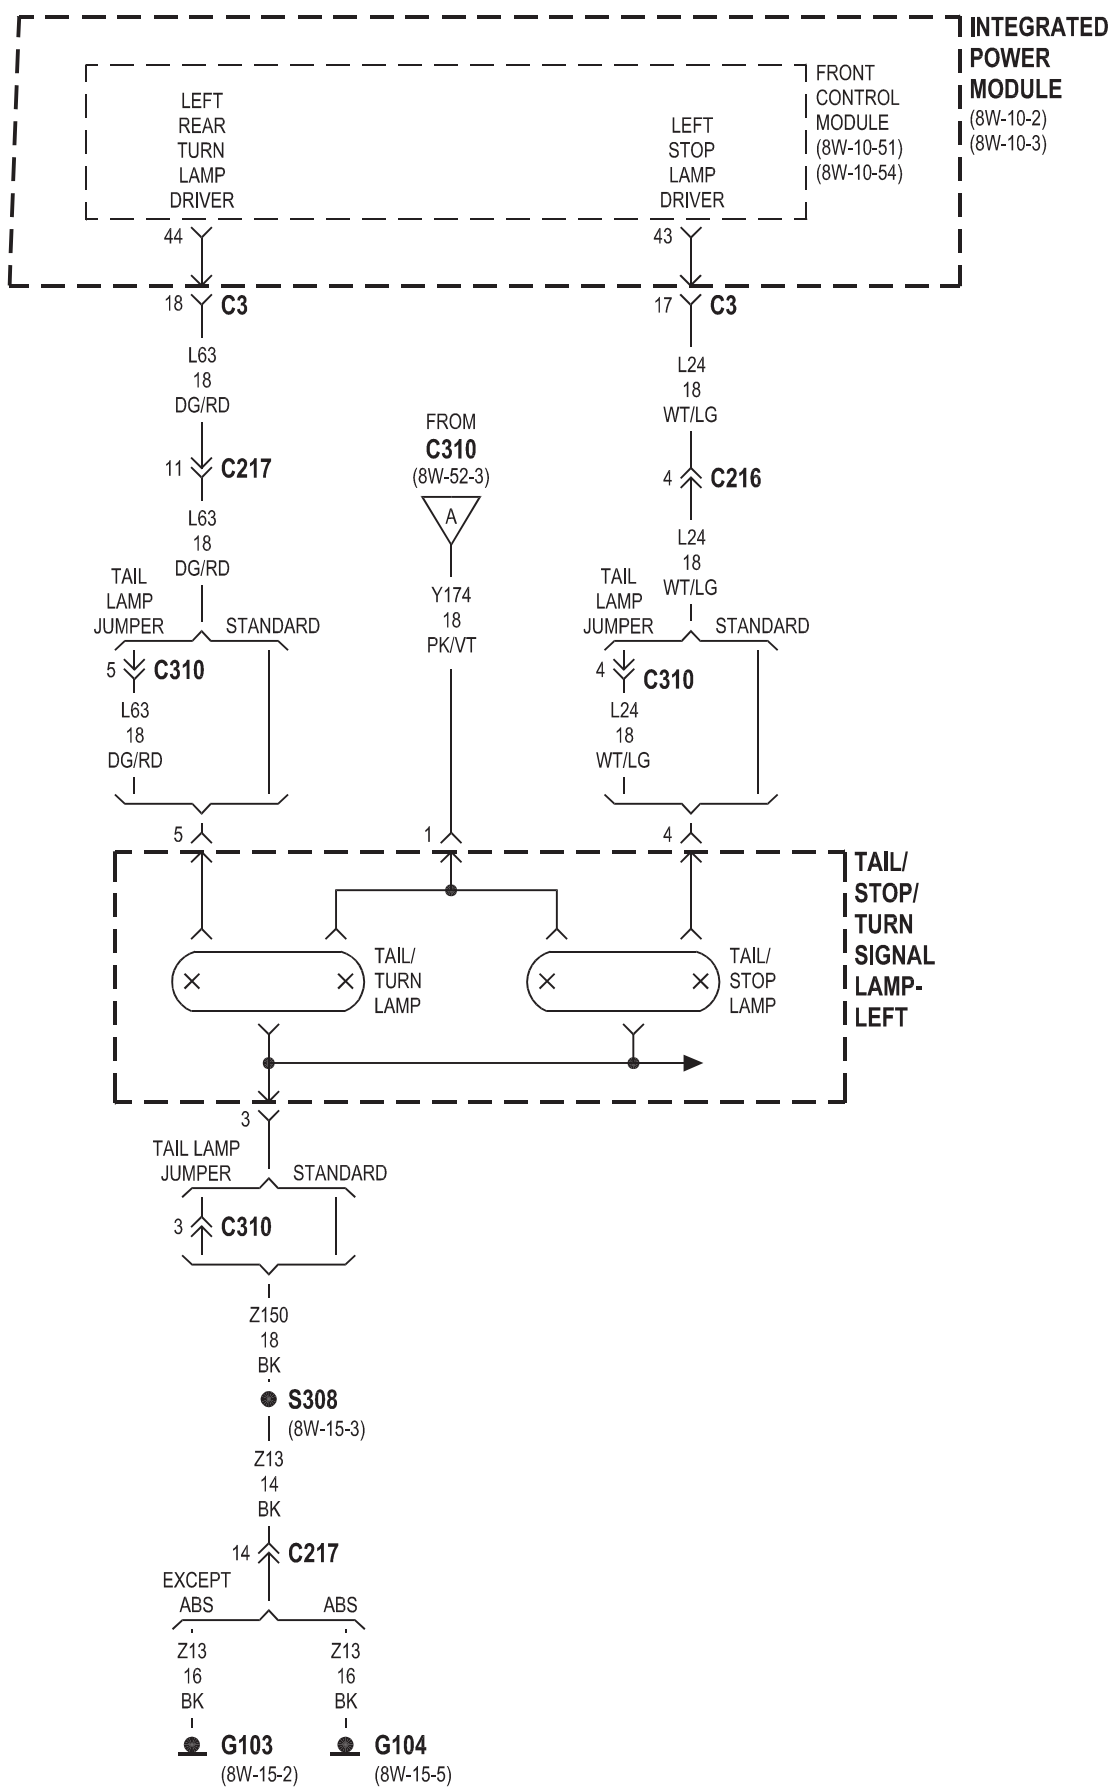 INTEGRATED
POWER
MODULE
(8W-10-2)
(8W-10-3)
FRONT
CONTROL
MODULE
(8W-10-51)
(8W-10-54)
LEFT
REAR
TURN
LAMP
DRIVER
LEFT
STOP
LAMP
DRIVER
44
43
18 C3
17 C3
L63
18
DG/RD
L24
18
WT/LG
FROM
C310
(8W-52-3)
A
11 C217
4 C216
L63
18
DG/RD
L24
18
WT/LG
Y174
18
PK/VT
TAIL
LAMP
JUMPER
STANDARD
TAIL
LAMP
JUMPER
STANDARD
5 C310
4 C310
L63
18
DG/RD
L24
18
WT/LG
5
1
4
TAIL/
STOP/
TURN
SIGNAL
LAMP-
LEFT
TAIL/
TURN
LAMP
TAIL/
STOP
LAMP
3
TAIL LAMP
JUMPER
STANDARD
3 C310
Z150
18
BK
S308
(8W-15-3)
Z13
14
BK
14 C217
EXCEPT
ABS
ABS
Z13
16
BK
Z13
16
BK
G103
(8W-15-2)
G104
(8W-15-5)